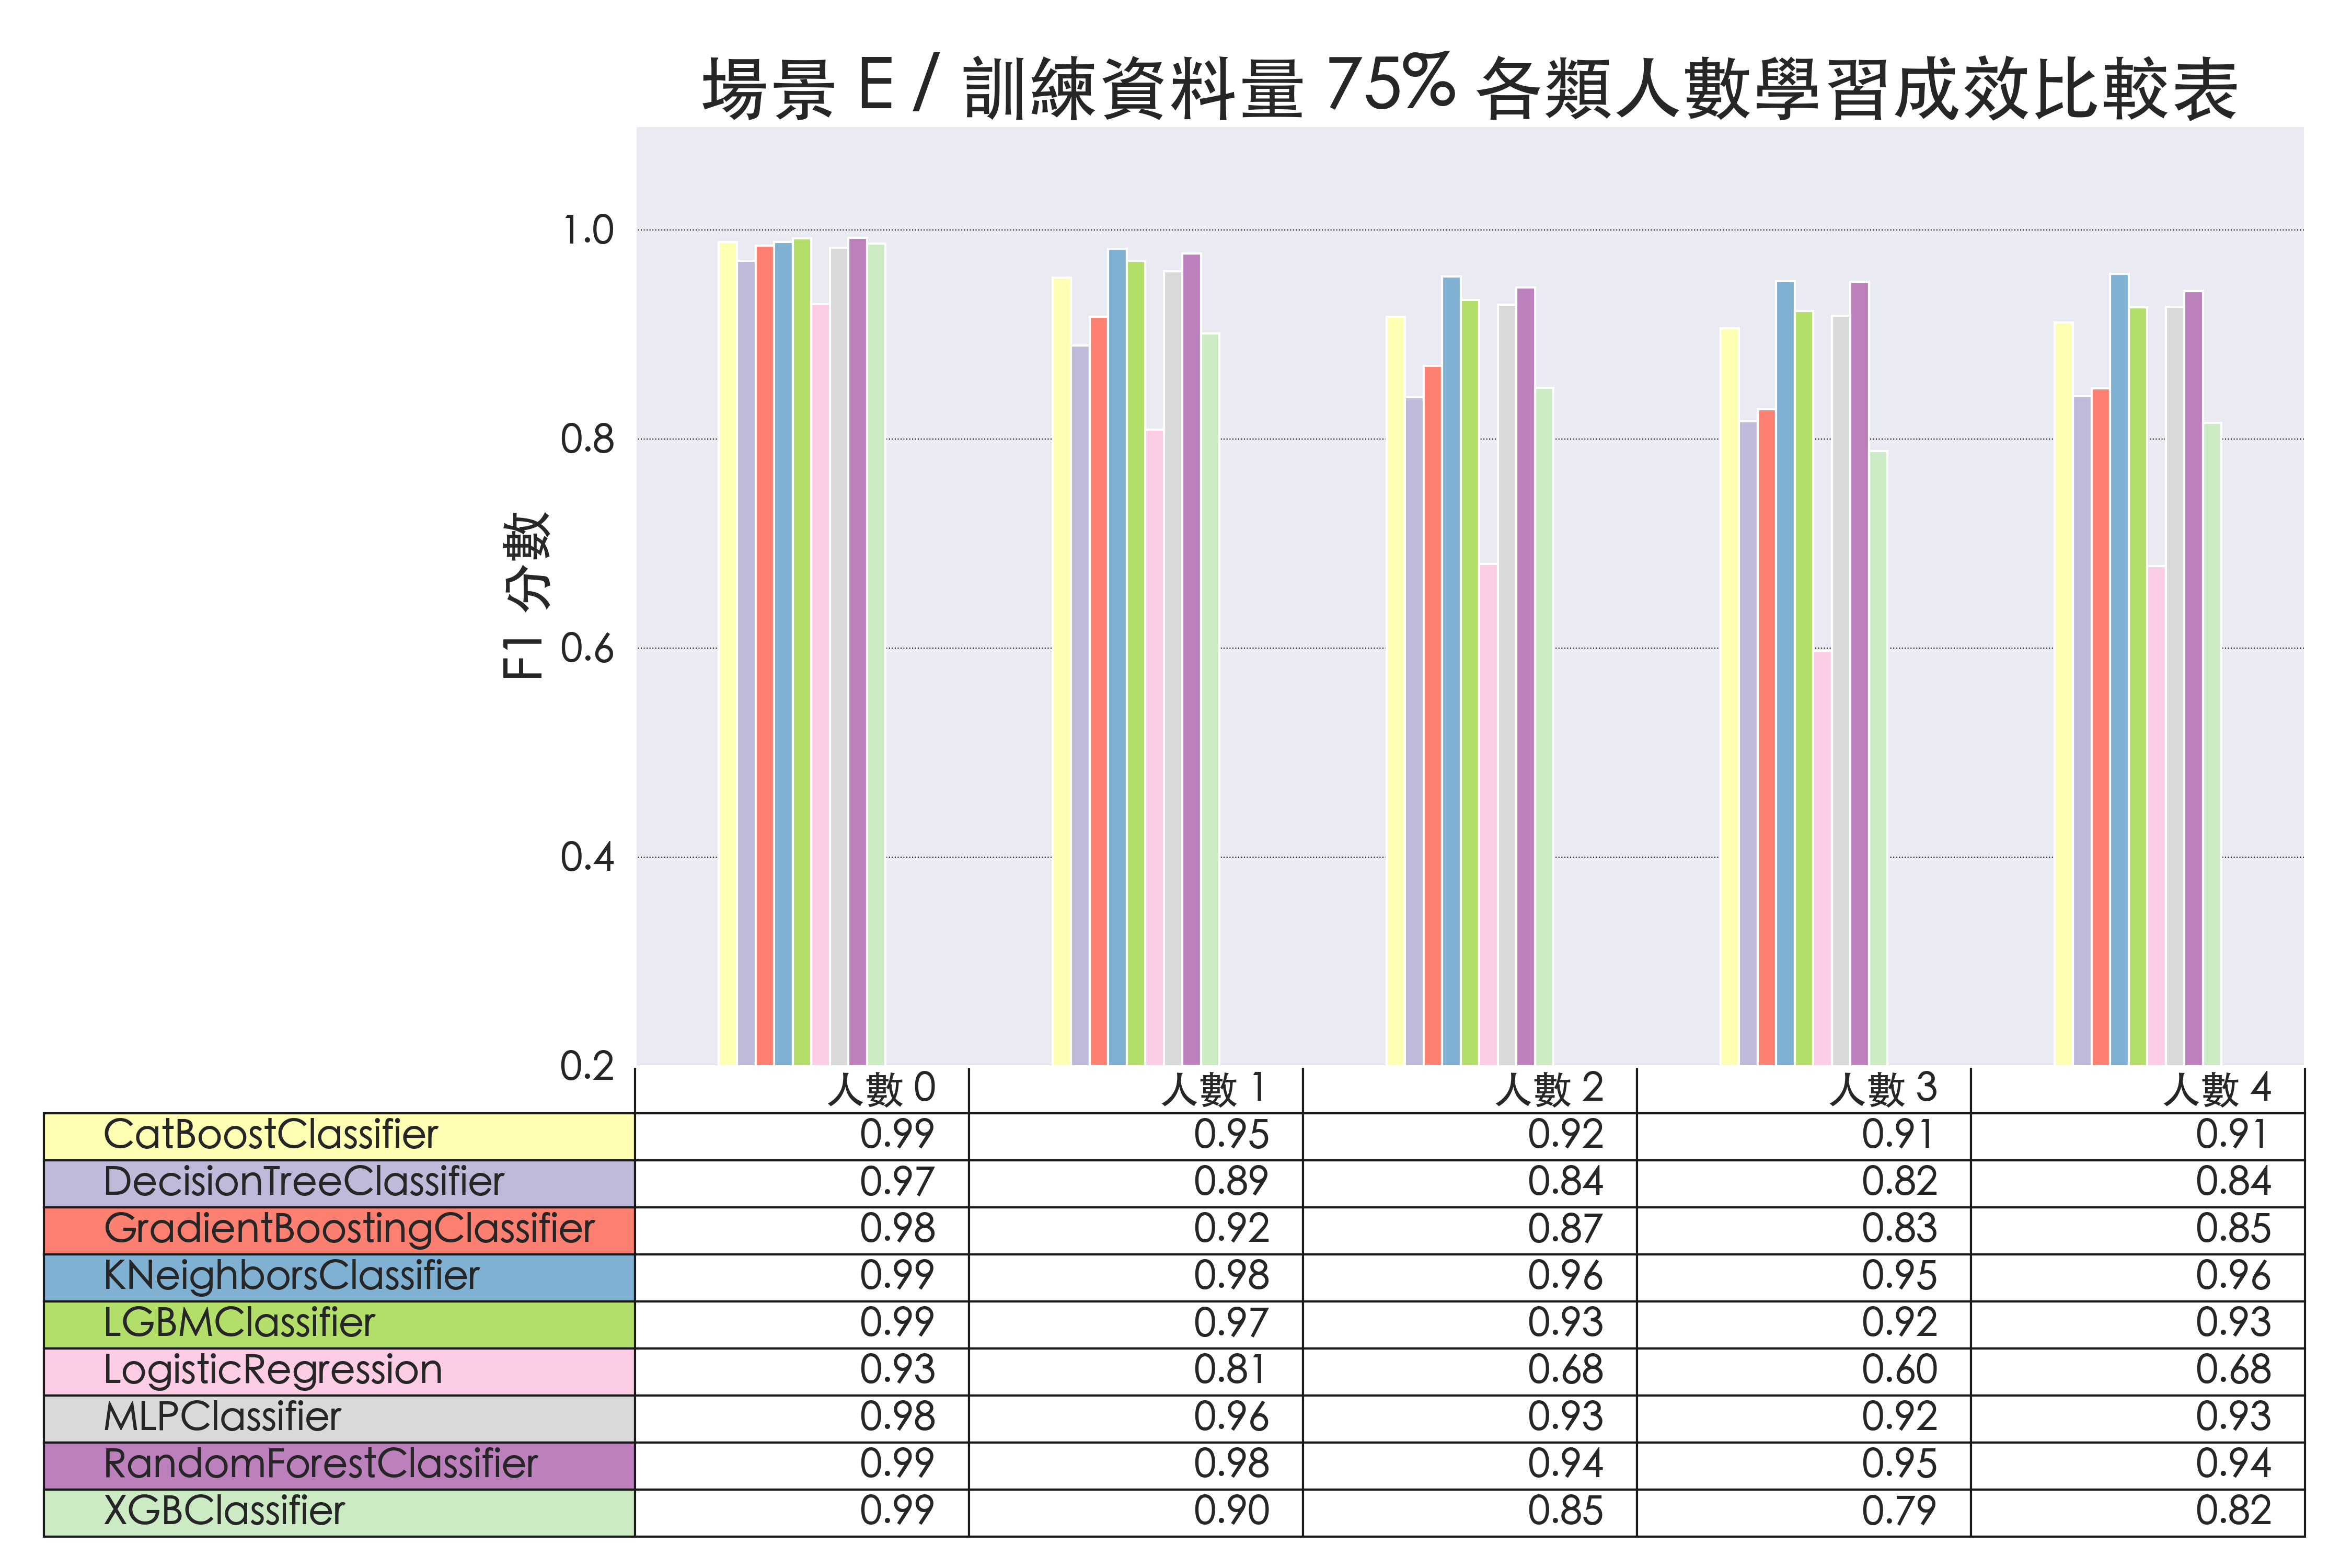 場景 E / 訓練資料量 75% 各類人數學習成效比較表
1.0
0.8
0.6
0.4
0.2
F1 分數
人數 0 人數 1 人數 2 人數 3 人數 4
CatBoostClassifier 0.99 0.95 0.92 0.91 0.91
DecisionTreeClassifier 0.97 0.89 0.84 0.82 0.84
GradientBoostingClassifier 0.98 0.92 0.87 0.83 0.85
KNeighborsClassifier 0.99 0.98 0.96 0.95 0.96
LGBMClassifier 0.99 0.97 0.93 0.92 0.93
LogisticRegression 0.93 0.81 0.68 0.60 0.68
MLPClassifier 0.98 0.96 0.93 0.92 0.93
RandomForestClassifier 0.99 0.98 0.94 0.95 0.94
XGBClassifier 0.99 0.90 0.85 0.79 0.82